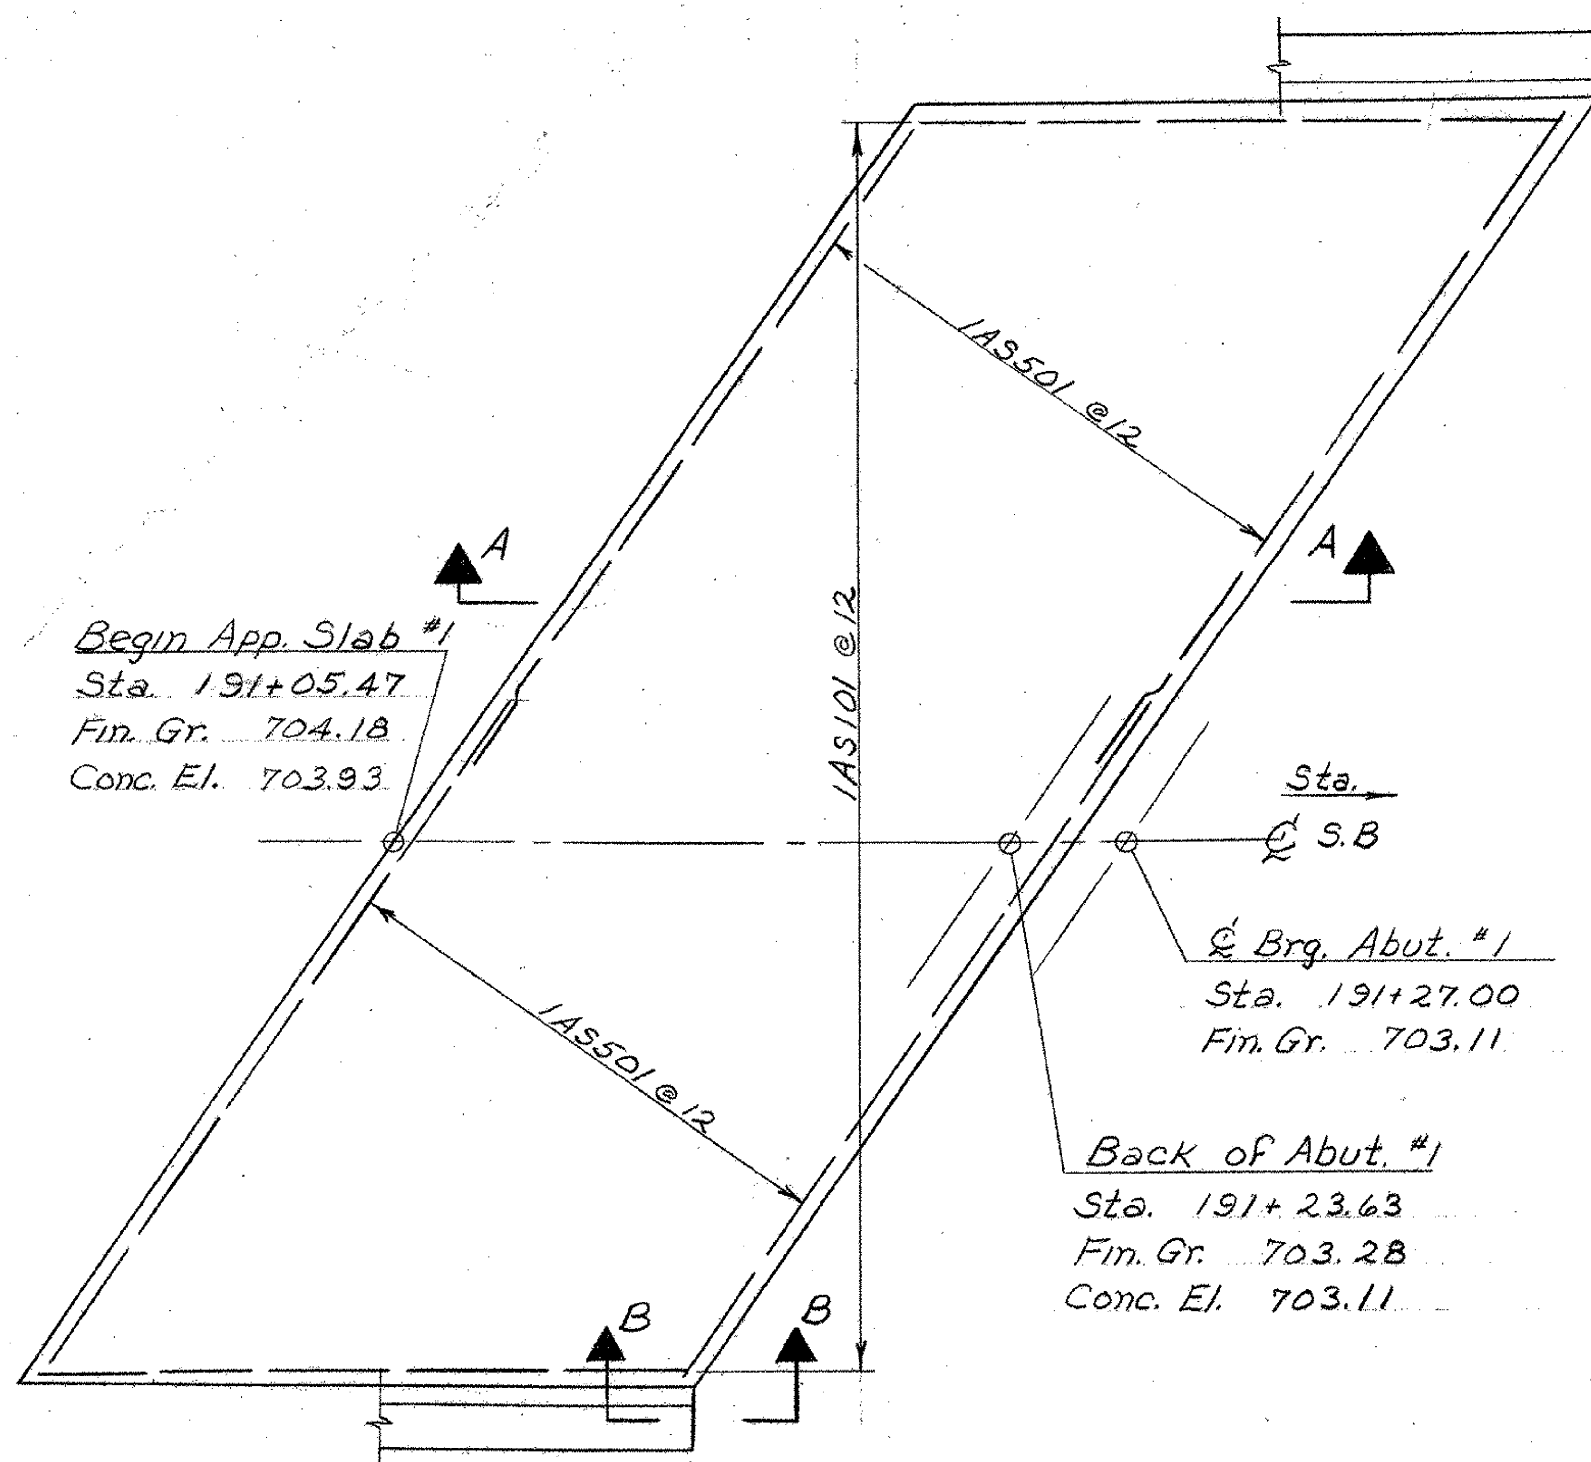 1AS501 @ 12
A
A
1AS101 @ 12
Begin App. Slab #1
Sta. 191+05.47
Fin. Gr. 704.18
Conc. El. 703.93
Sta.
℄ S.B
℄ Brg. Abut. #1
Sta. 191+27.00
Fin. Gr. 703.11
1AS501 @ 12
Back of Abut. #1
Sta. 191+23.63
Fin. Gr. 703.28
Conc. El. 703.11
B
B